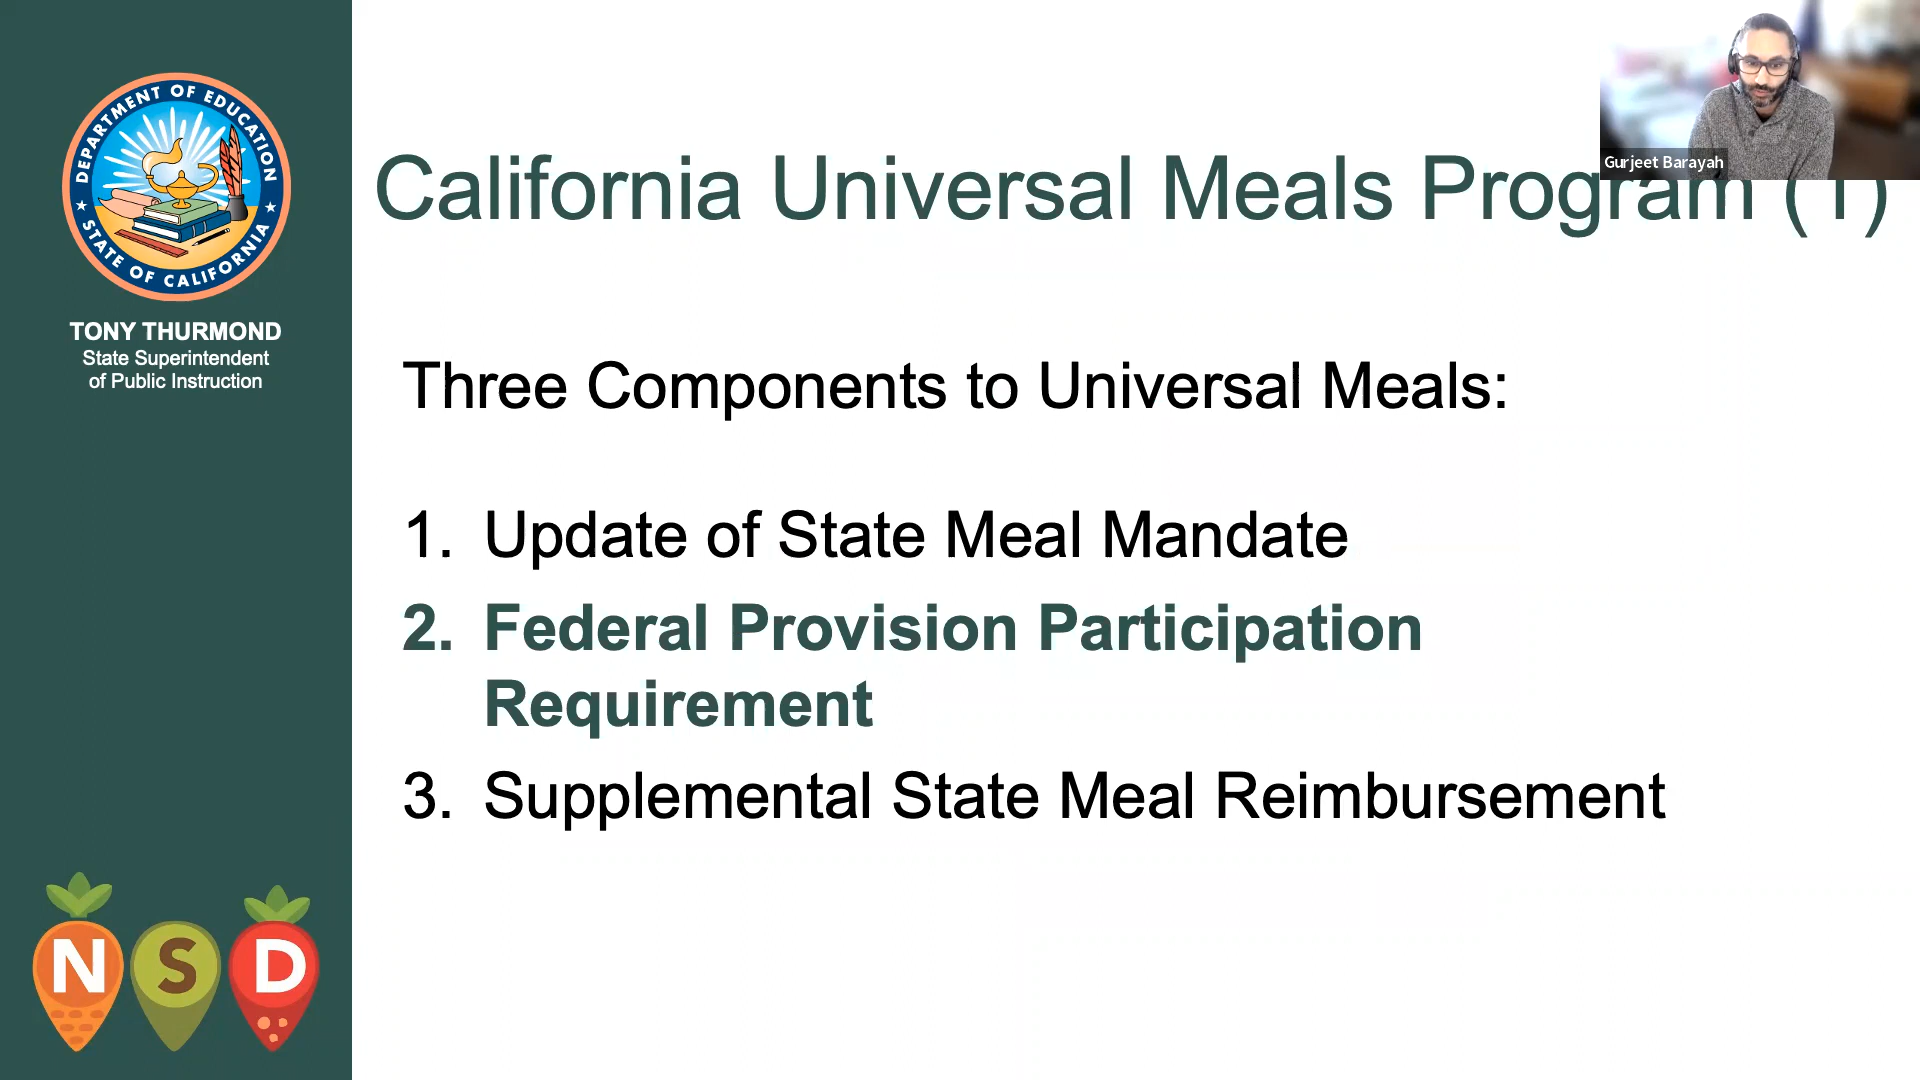 DEPARTMENT OF EDUCATION
STATE OF CALIFORNIA
TONY THURMOND
State Superintendent
of Public Instruction
N S D
Gurjeet Barayah
California Universal Meals Program (1)
Three Components to Universal Meals:
1. Update of State Meal Mandate
2. Federal Provision Participation
Requirement
3. Supplemental State Meal Reimbursement